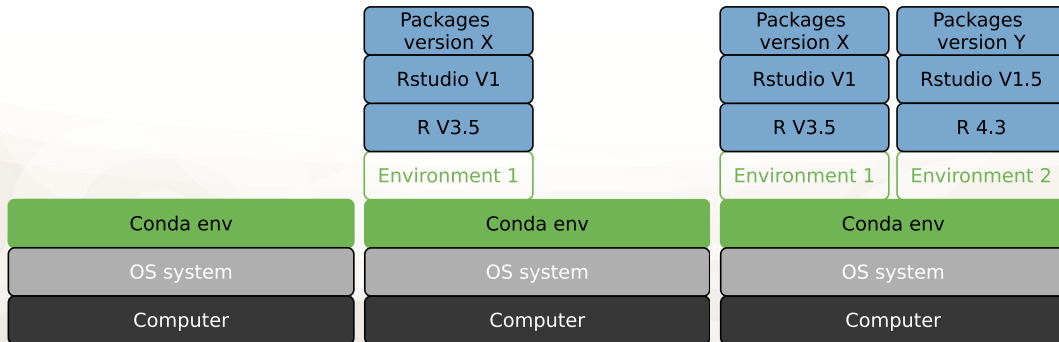 Packages
version X
Rstudio V1
R V3.5
Environment 1
Packages
version X
Packages
version Y
Rstudio V1
Rstudio V1.5
R V3.5
R 4.3
Environment 1
Environment 2
Conda env
Conda env
Conda env
OS system
OS system
OS system
Computer
Computer
Computer